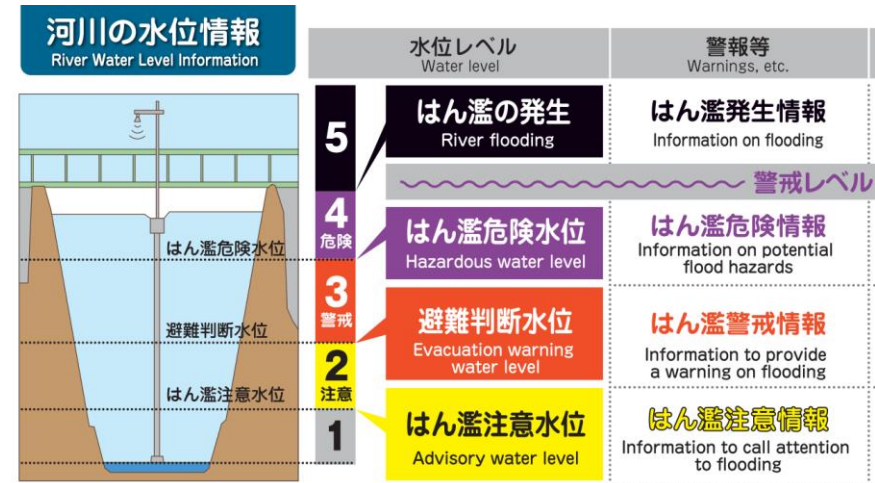 河川の水位情報
River Water Level Information
水位レベル
Water level
警報等
Warnings, etc.
5
はん濫の発生
River flooding
はん濫発生情報
Information on flooding
警戒レベル
4
危険
はん濫危険水位
はん濫危険水位
Hazardous water level
はん濫危険情報
Information on potential
flood hazards
3
警戒
避難判断水位
避難判断水位
Evacuation warning
water level
はん濫警戒情報
Information to provide
a warning on flooding
2
注意
はん濫注意水位
はん濫注意水位
Advisory water level
はん濫注意情報
Information to call attention
to flooding
1